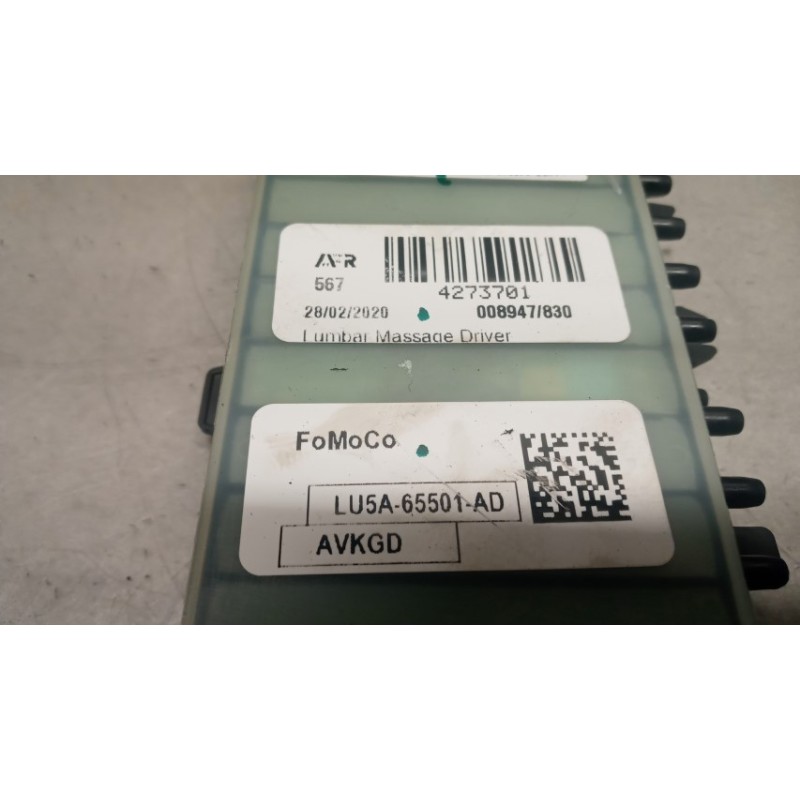 AFR
567
4273701
28/02/2020 008947/830
Lumbar Massage Driver
FoMoCo
LU5A-65501-AD
AVKGD